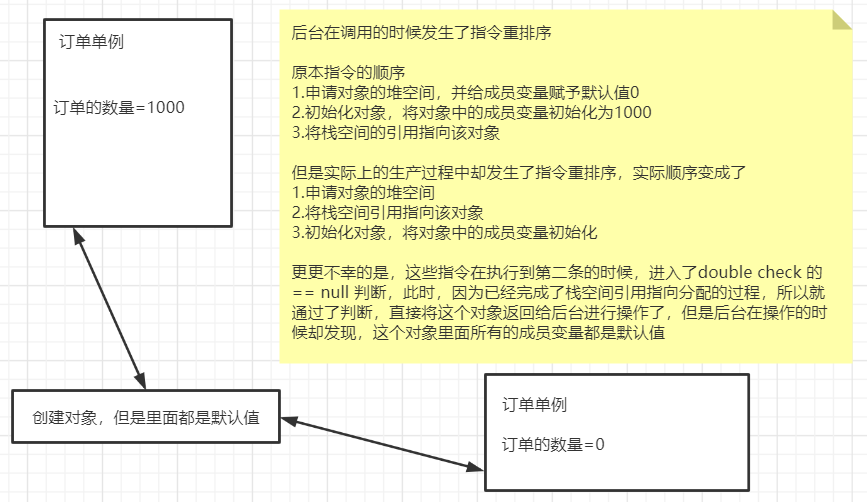 订单单例
订单的数量=1000
后台在调用的时候发生了指令重排序
原本指令的顺序
1.申请对象的堆空间，并给成员变量赋予默认值0
2.初始化对象，将对象中的成员变量初始化为1000
3.将栈空间的引用指向该对象
但是实际上的生产过程中却发生了指令重排序，实际顺序变成了
1.申请对象的堆空间
2.将栈空间引用指向该对象
3.初始化对象，将对象中的成员变量初始化
更更不幸的是，这些指令在执行到第二条的时候，进入了double check 的
== null 判断，此时，因为已经完成了栈空间引用指向分配的过程，所以就
通过了判断，直接将这个对象返回给后台进行操作了，但是后台在操作的时
候却发现，这个对象里面所有的成员变量都是默认值
创建对象，但是里面都是默认值
订单单例
订单的数量=0